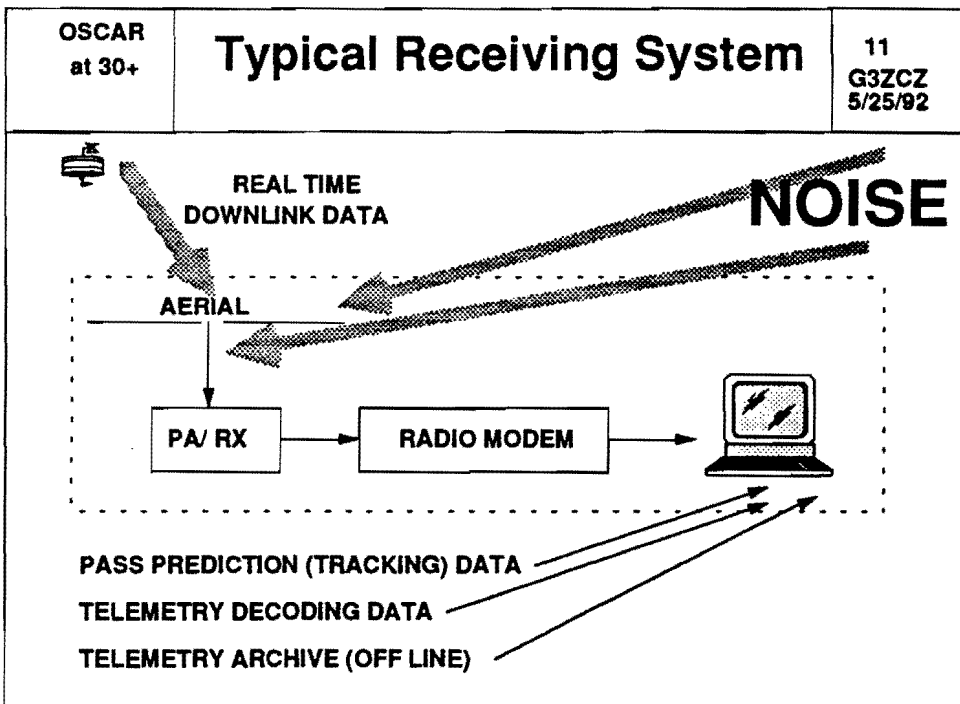 OSCAR
at 30+
Typical Receiving System
11
G3ZCZ
5/25/92
REAL TIME
DOWNLINK DATA
NOISE
AERIAL
PA/ RX
RADIO MODEM
PASS PREDICTION (TRACKING) DATA
TELEMETRY DECODING DATA
TELEMETRY ARCHIVE (OFF LINE)